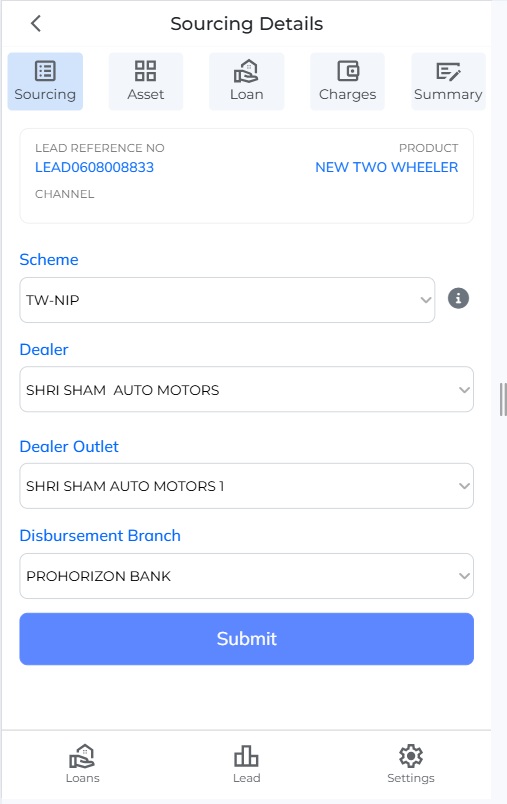 Sourcing Details
Sourcing Asset Loan Charges Summary
LEAD REFERENCE NO PRODUCT
LEAD0608008833 NEW TWO WHEELER
CHANNEL
Scheme
TW-NIP
Dealer
SHRI SHAM  AUTO MOTORS
Dealer Outlet
SHRI SHAM AUTO MOTORS 1
Disbursement Branch
PROHORIZON BANK
Submit
Loans Lead Settings